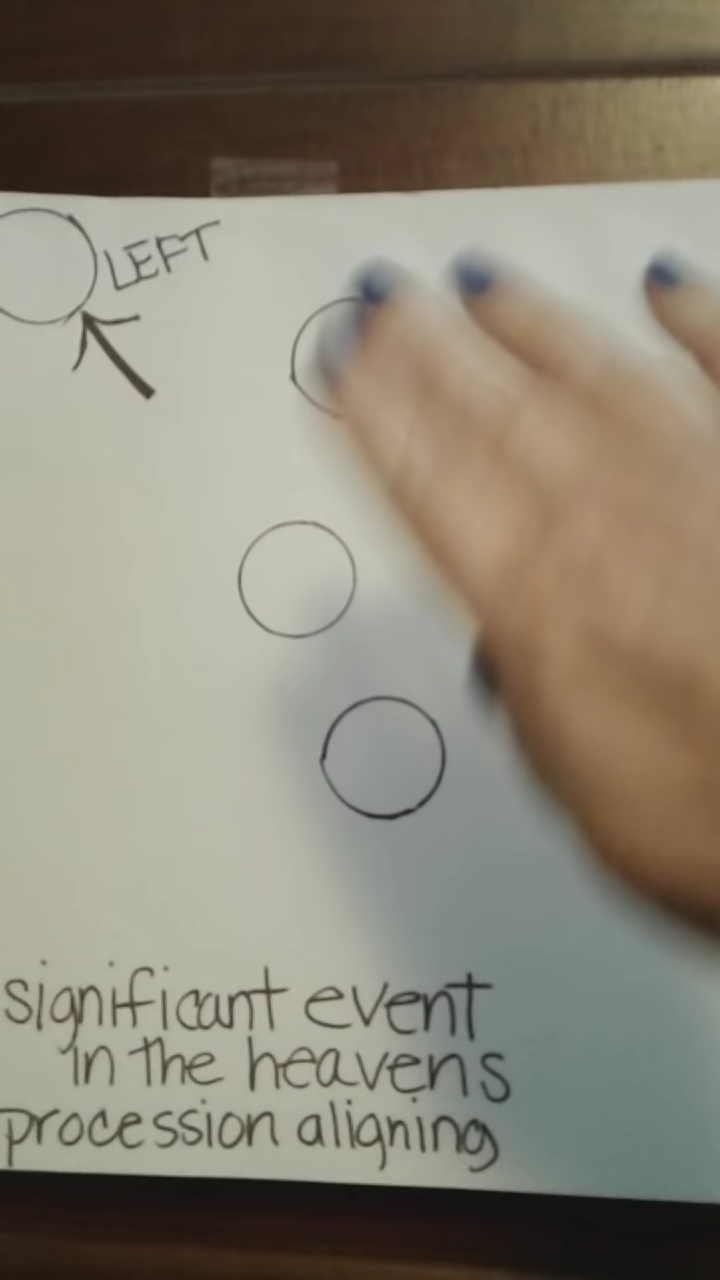 LEFT
significant event
in the heavens
procession aligning